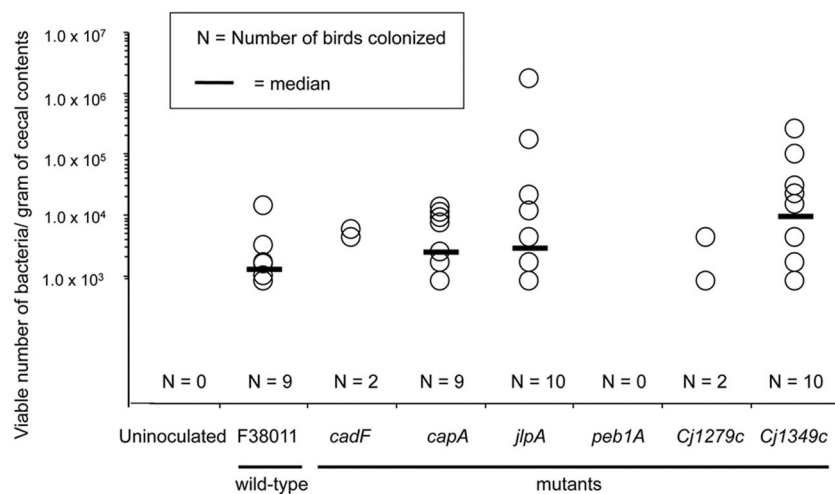 Viable number of bacteria/ gram of cecal contents
1.0 x 10⁷
1.0 x 10⁶
1.0 x 10⁵
1.0 x 10⁴
1.0 x 10³
N = Number of birds colonized
= median
N = 0 N = 9 N = 2 N = 9 N = 10 N = 0 N = 2 N = 10
Uninoculated F38011 cadF capA jlpA peb1A Cj1279c Cj1349c
wild-type mutants